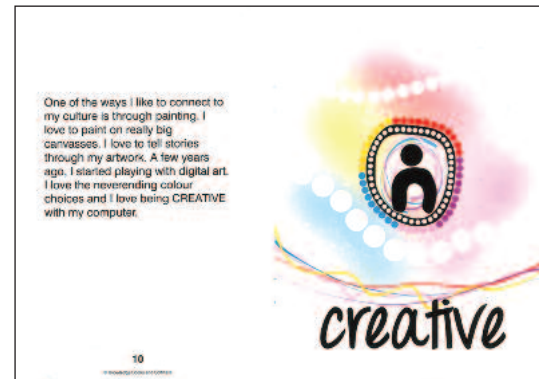 One of the ways I like to connect to
my culture is through painting. I
love to paint on really big
canvasses. I love to tell stories
through my artwork. A few years
ago, I started playing with digital art.
I love the neverending colour
choices and I love being CREATIVE
with my computer.
creative
10